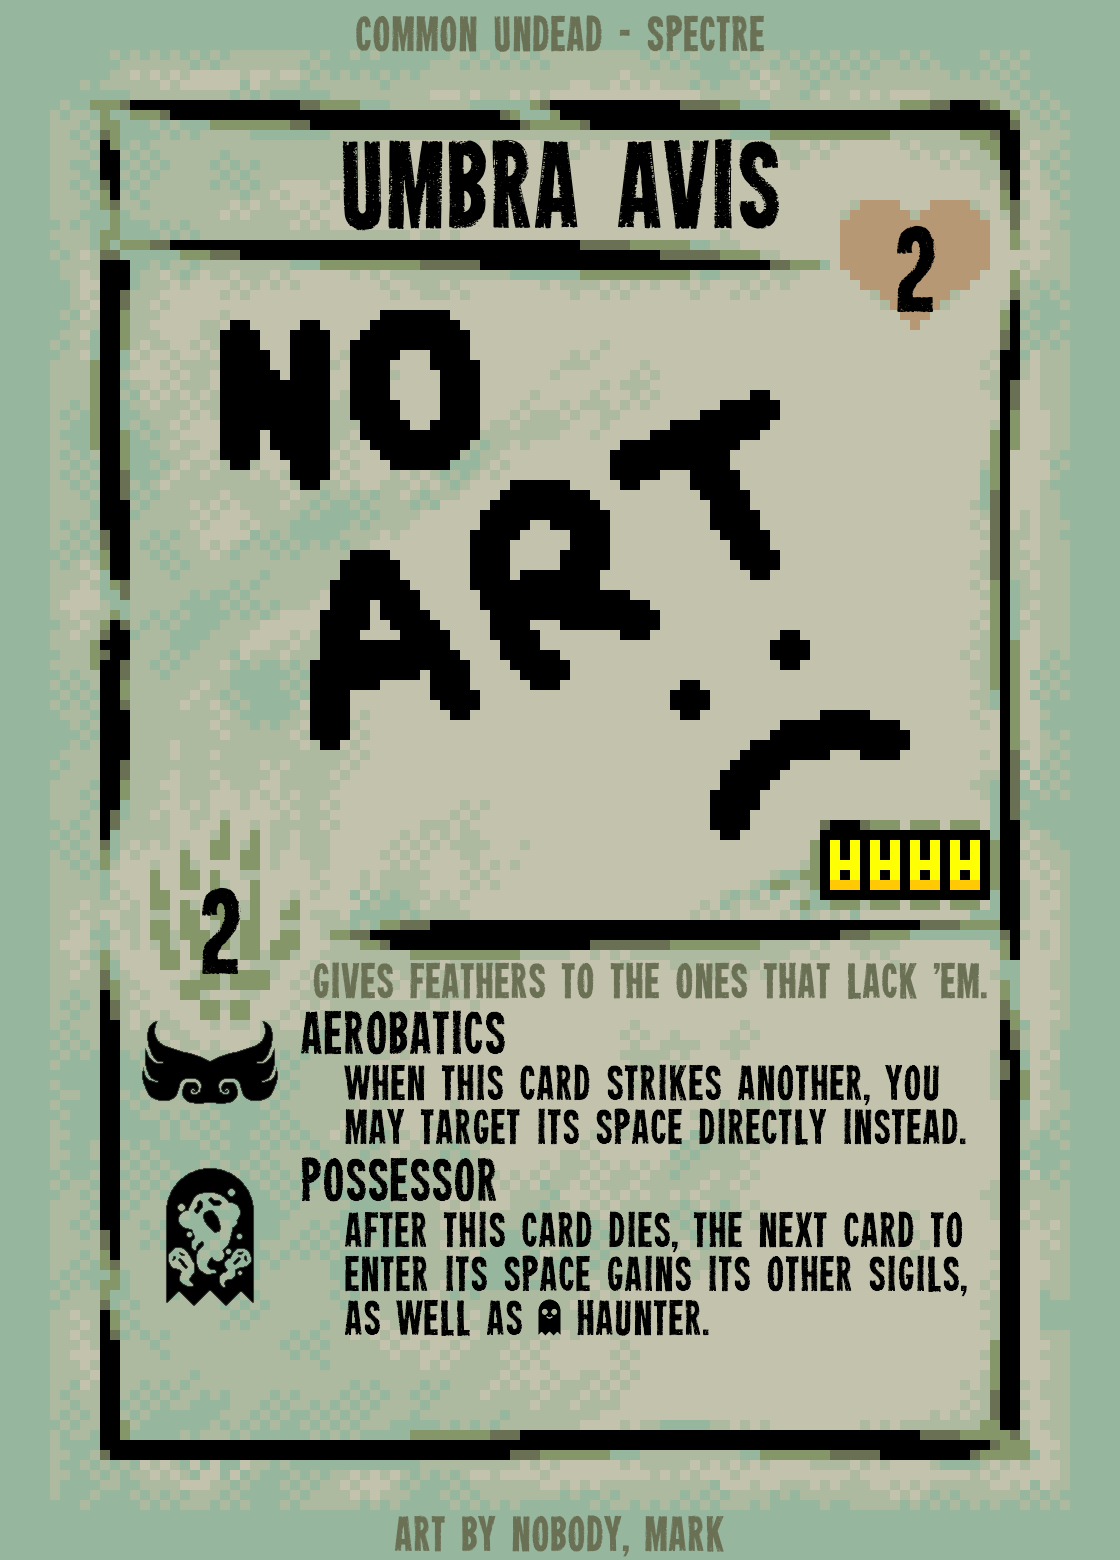 COMMON UNDEAD - SPECTRE
UMBRA AVIS
2
NO
ART
:(
2
GIVES FEATHERS TO THE ONES THAT LACK 'EM.
AEROBATICS
WHEN THIS CARD STRIKES ANOTHER, YOU
MAY TARGET ITS SPACE DIRECTLY INSTEAD.
POSSESSOR
AFTER THIS CARD DIES, THE NEXT CARD TO
ENTER ITS SPACE GAINS ITS OTHER SIGILS,
AS WELL AS HAUNTER.
ART BY NOBODY, MARK